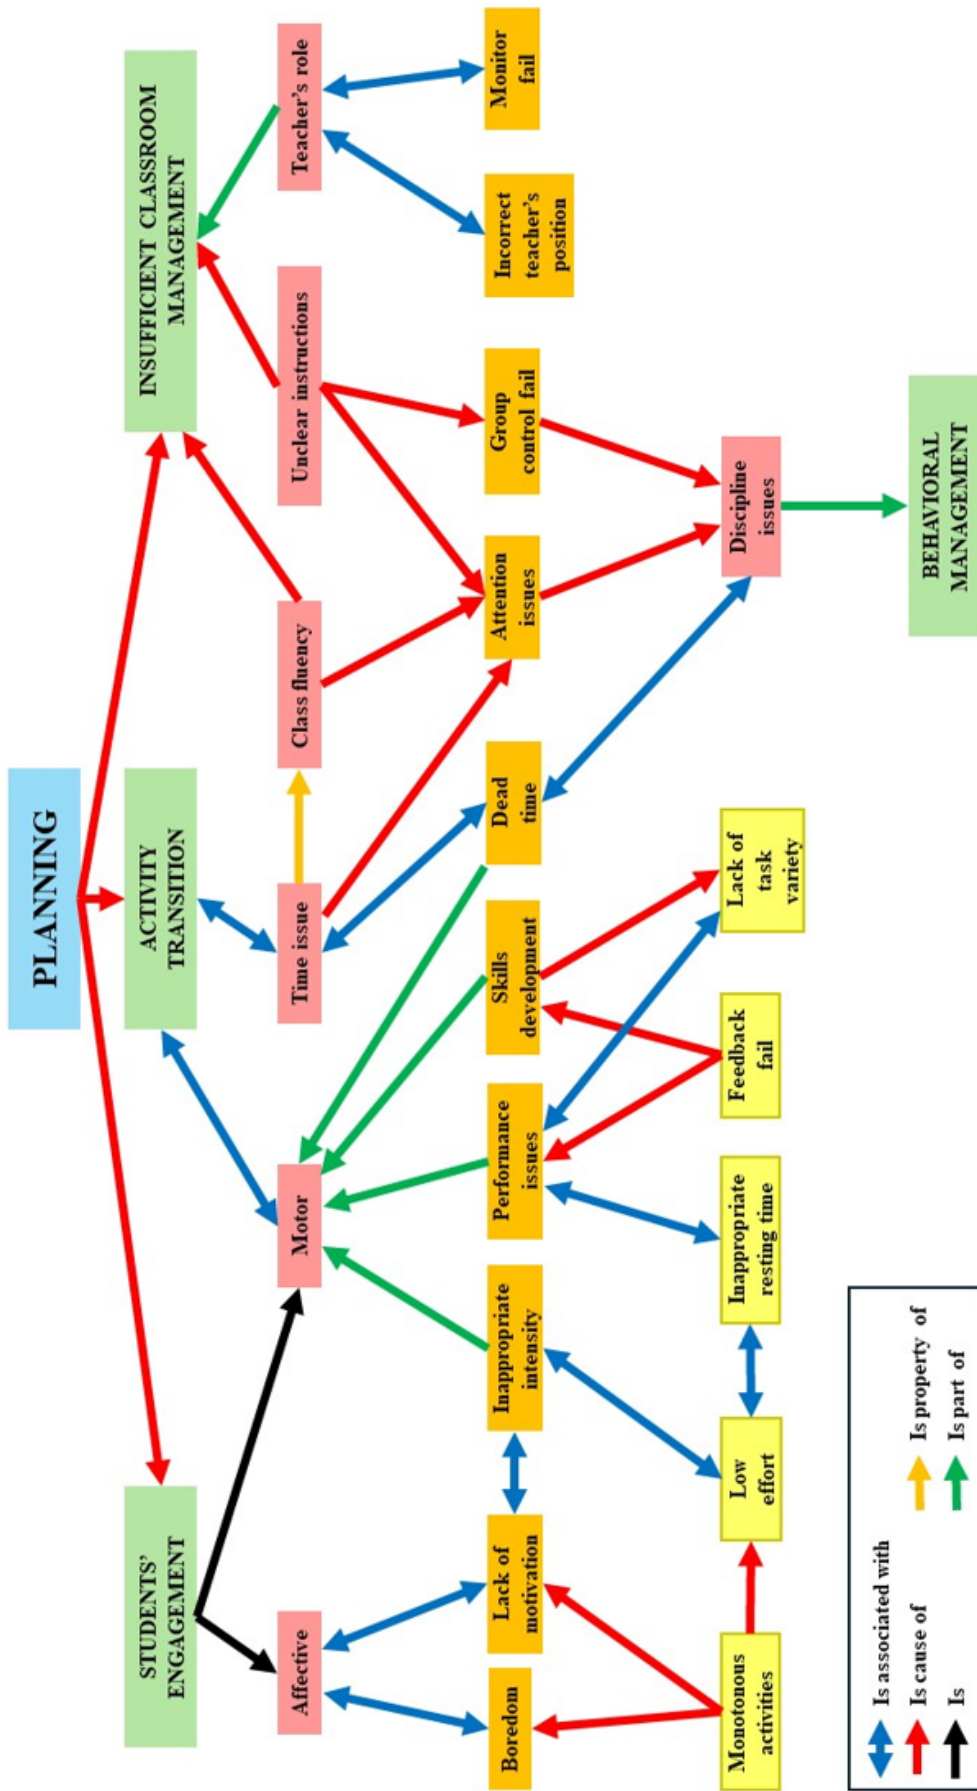 PLANNING
STUDENTS'
ENGAGEMENT
ACTIVITY
TRANSITION
INSUFFICIENT CLASSROOM
MANAGEMENT
Affective
Motor
Time issue
Class fluency
Unclear instructions
Teacher's role
Boredom
Lack of
motivation
Inappropriate
intensity
Performance
issues
Skills
development
Dead
time
Attention
issues
Group
control fail
Incorrect
teacher's
position
Monitor
fail
Monotonous
activities
Low
effort
Inappropriate
resting time
Feedback
fail
Lack of
task
variety
Discipline
issues
BEHAVIORAL
MANAGEMENT
Is associated with
Is cause of
Is
Is property of
Is part of